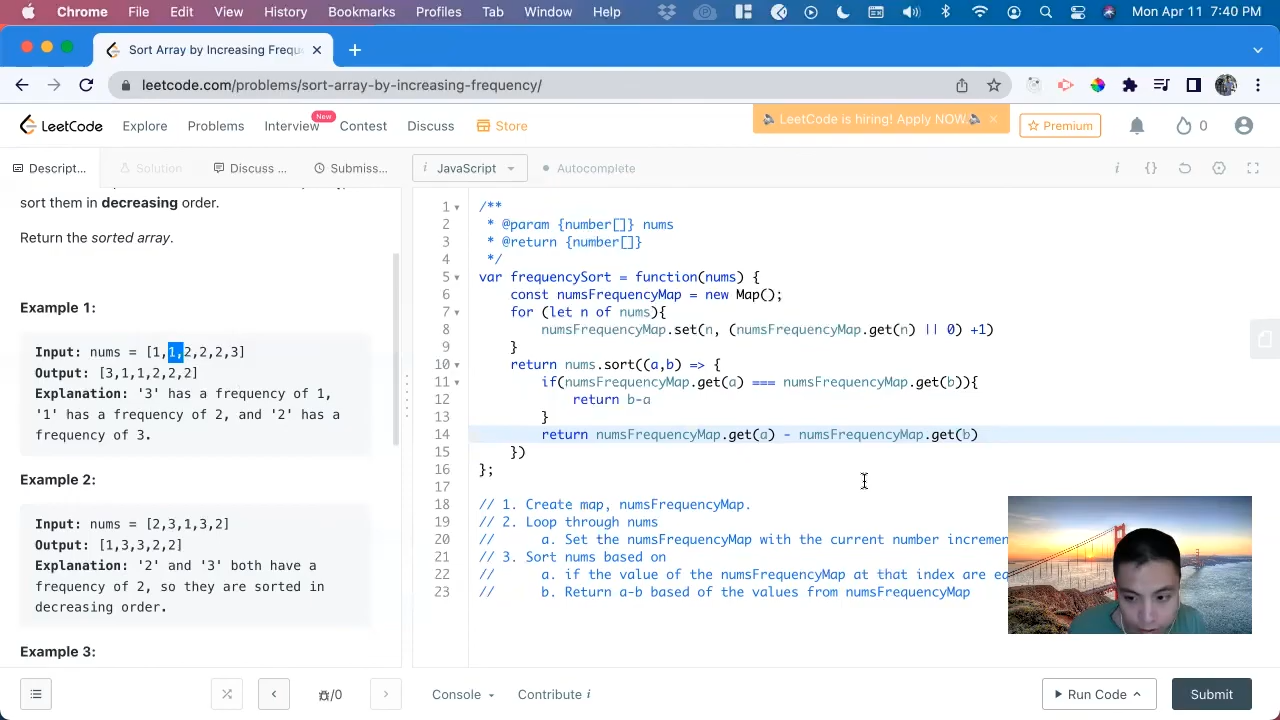 Chrome File Edit View History Bookmarks Profiles Tab Window Help Mon Apr 11 7:40 PM
Sort Array by Increasing Frequ
leetcode.com/problems/sort-array-by-increasing-frequency/
LeetCode Explore Problems Interview New Contest Discuss Store LeetCode is hiring! Apply NOW. Premium 0
Descript... Solution Discuss ... Submiss... i JavaScript Autocomplete i {}
sort them in decreasing order.
Return the sorted array.
Example 1:
Input: nums = [1,1,2,2,2,3]
Output: [3,1,1,2,2,2]
Explanation: '3' has a frequency of 1,
'1' has a frequency of 2, and '2' has a
frequency of 3.
Example 2:
Input: nums = [2,3,1,3,2]
Output: [1,3,3,2,2]
Explanation: '2' and '3' both have a
frequency of 2, so they are sorted in
decreasing order.
Example 3:
1 /**
2 * @param {number[]} nums
3 * @return {number[]}
4 */
5 var frequencySort = function(nums) {
6 const numsFrequencyMap = new Map();
7 for (let n of nums){
8 numsFrequencyMap.set(n, (numsFrequencyMap.get(n) || 0) +1)
9 }
10 return nums.sort((a,b) => {
11 if(numsFrequencyMap.get(a) === numsFrequencyMap.get(b)){
12 return b-a
13 }
14 return numsFrequencyMap.get(a) - numsFrequencyMap.get(b)
15 })
16 };
17
18 // 1. Create map, numsFrequencyMap.
19 // 2. Loop through nums
20 // a. Set the numsFrequencyMap with the current number incremen
21 // 3. Sort nums based on
22 // a. if the value of the numsFrequencyMap at that index are eq
23 // b. Return a-b based of the values from numsFrequencyMap
/0 Console Contribute i Run Code Submit